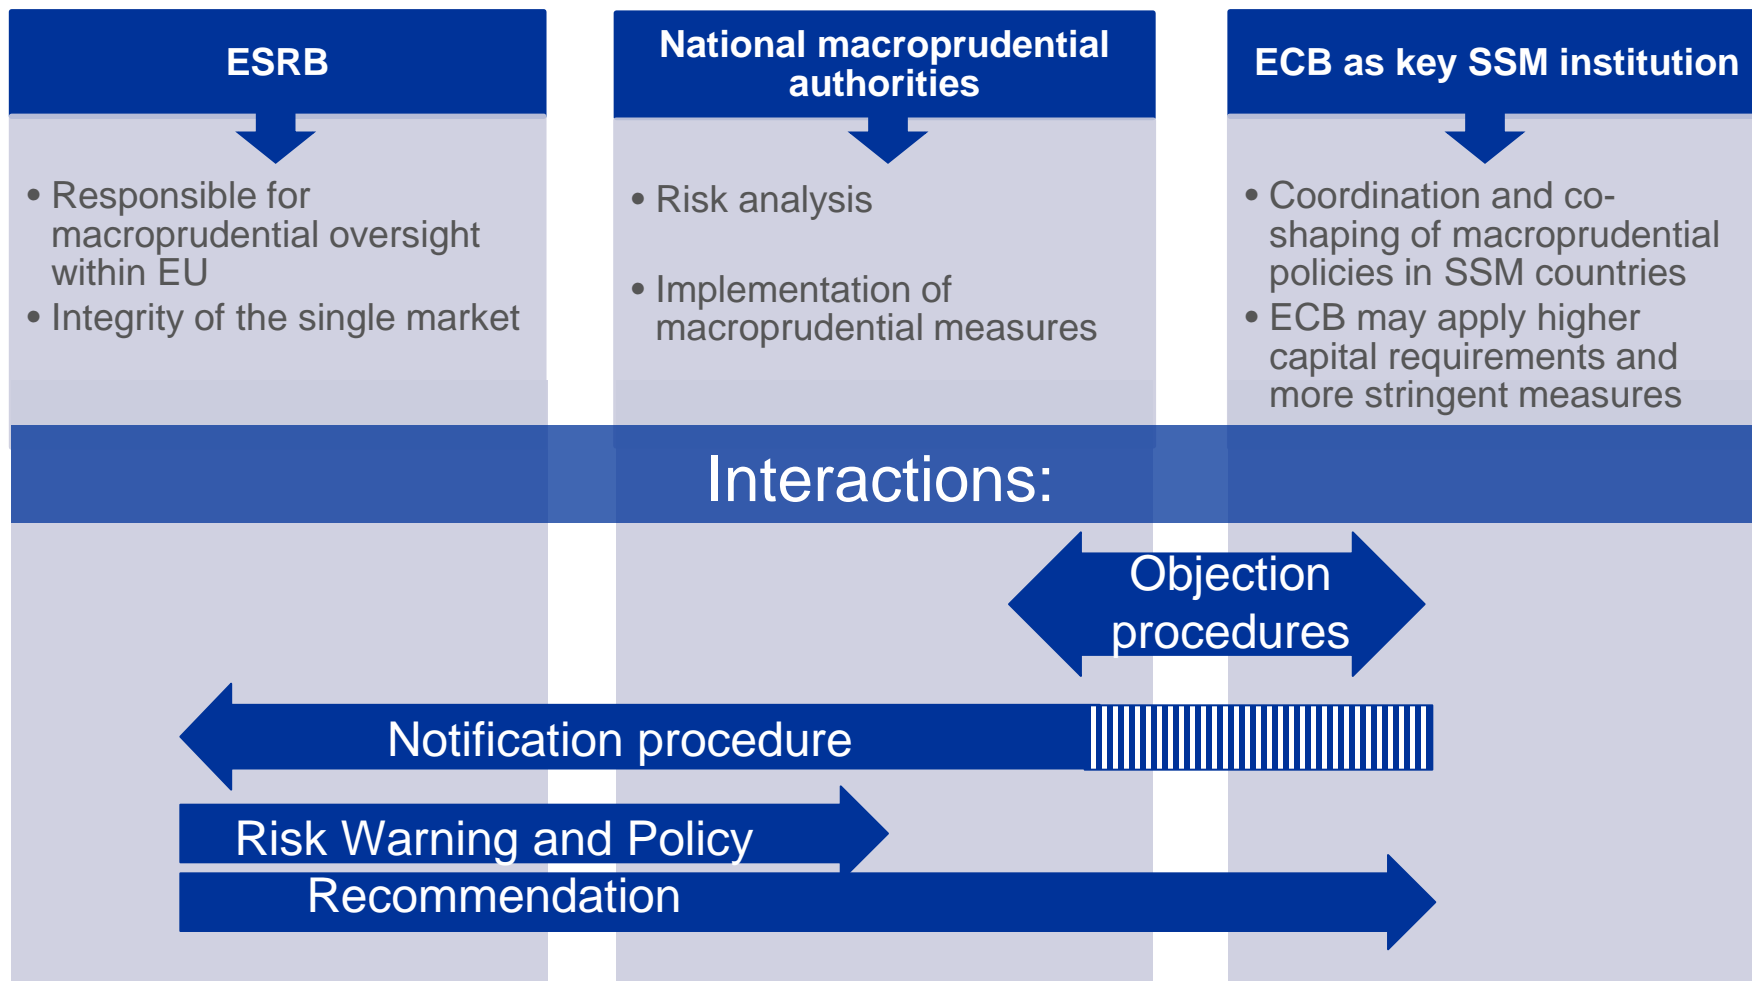 ESRB
• Responsible for
macroprudential oversight
within EU
• Integrity of the single market
National macroprudential
authorities
• Risk analysis
• Implementation of
macroprudential measures
ECB as key SSM institution
• Coordination and co-
shaping of macroprudential
policies in SSM countries
• ECB may apply higher
capital requirements and
more stringent measures
Interactions:
Objection
procedures
Notification procedure
Risk Warning and Policy
Recommendation